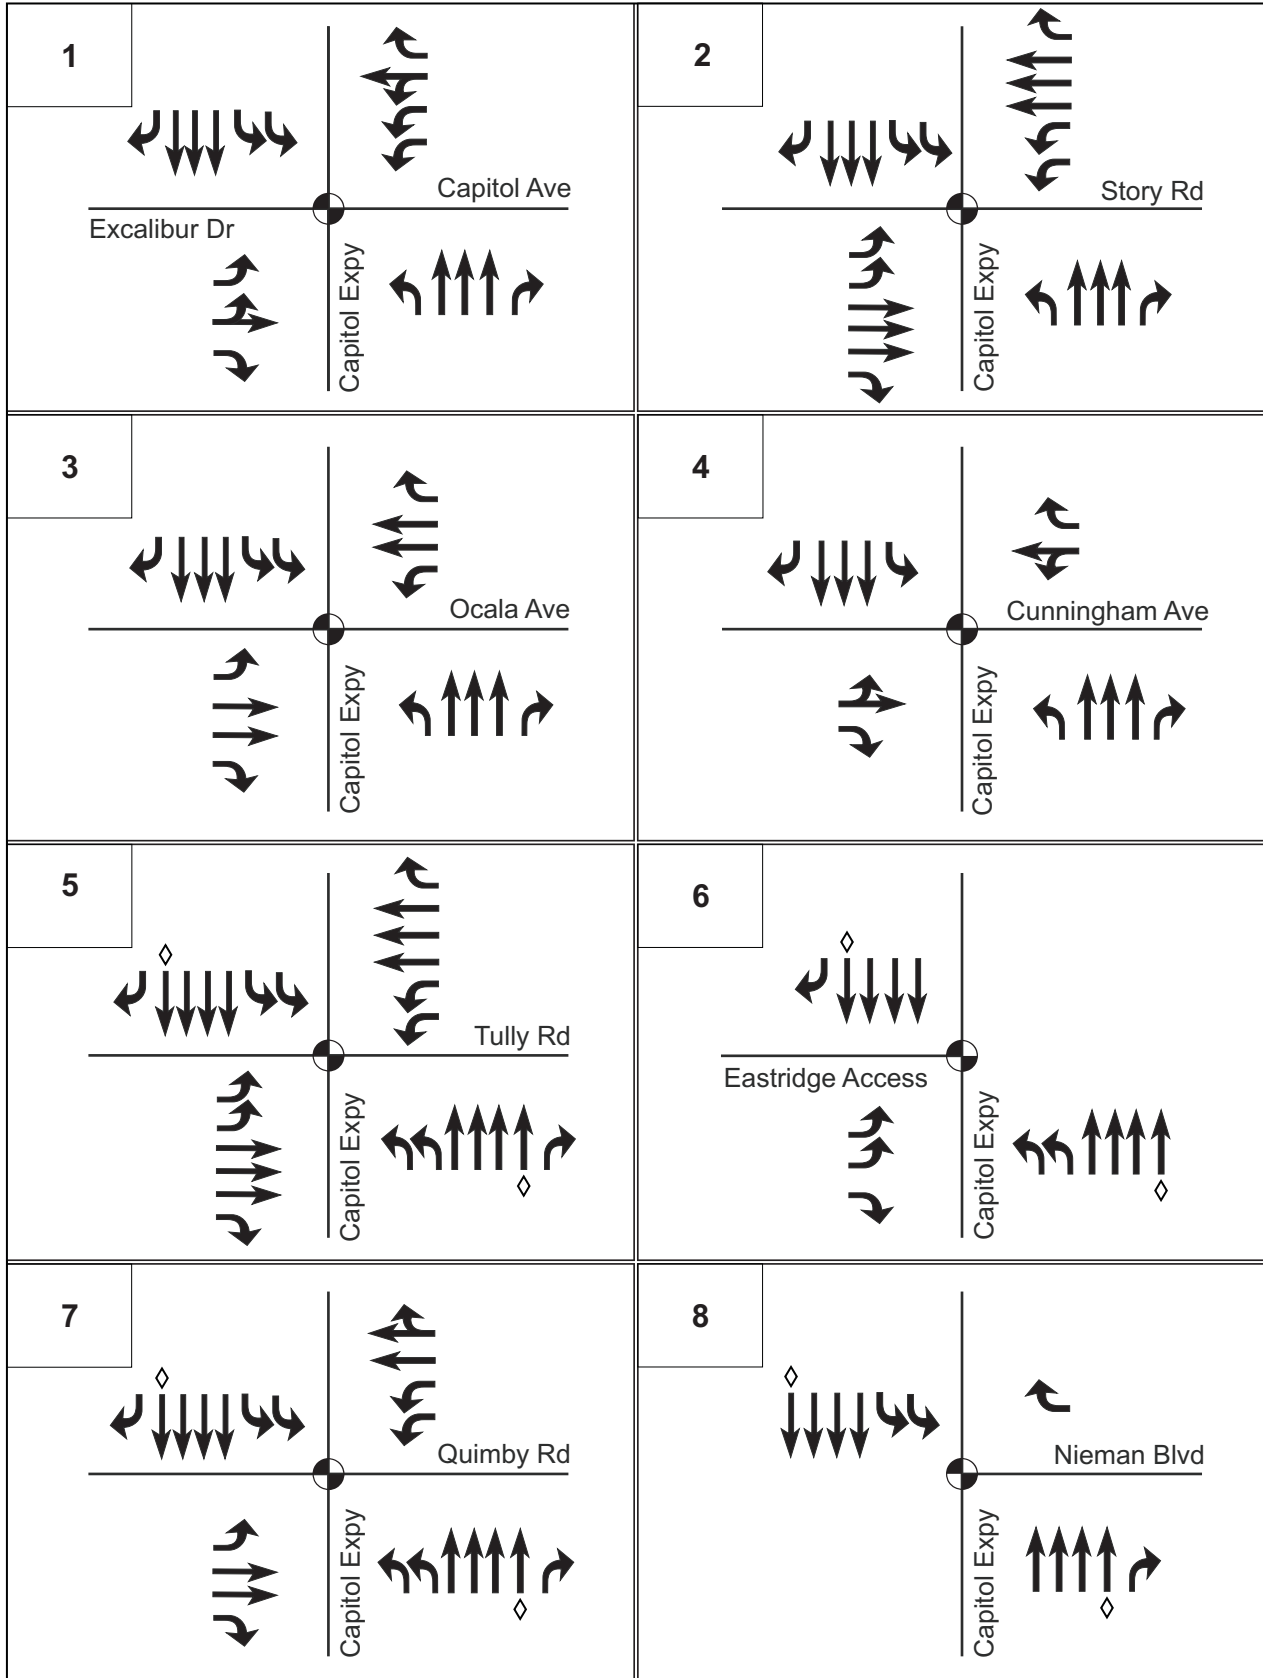 1
Capitol Ave
Excalibur Dr
Capitol Expy
2
Story Rd
Capitol Expy
3
Ocala Ave
Capitol Expy
4
Cunningham Ave
Capitol Expy
5
Tully Rd
Capitol Expy
6
Eastridge Access
Capitol Expy
7
Quimby Rd
Capitol Expy
8
Nieman Blvd
Capitol Expy